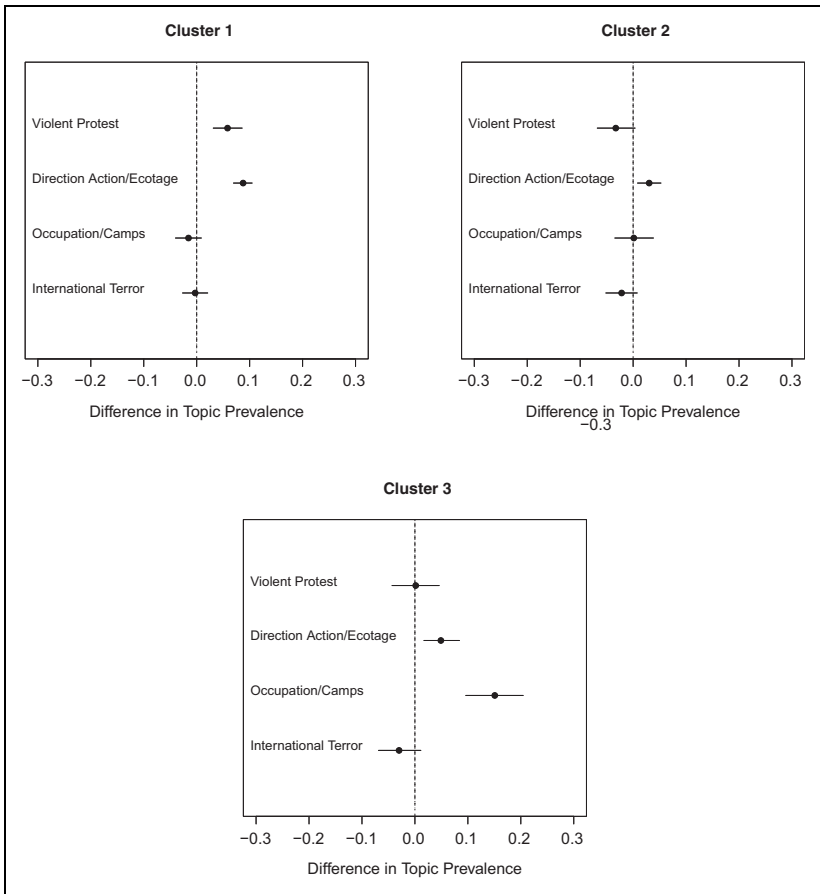 Cluster 1
Violent Protest
Direction Action/Ecotage
Occupation/Camps
International Terror
−0.3 −0.2 −0.1 0.0 0.1 0.2 0.3
Difference in Topic Prevalence
Cluster 2
Violent Protest
Direction Action/Ecotage
Occupation/Camps
International Terror
−0.3 −0.2 −0.1 0.0 0.1 0.2 0.3
Difference in Topic Prevalence
−0.3
Cluster 3
Violent Protest
Direction Action/Ecotage
Occupation/Camps
International Terror
−0.3 −0.2 −0.1 0.0 0.1 0.2 0.3
Difference in Topic Prevalence